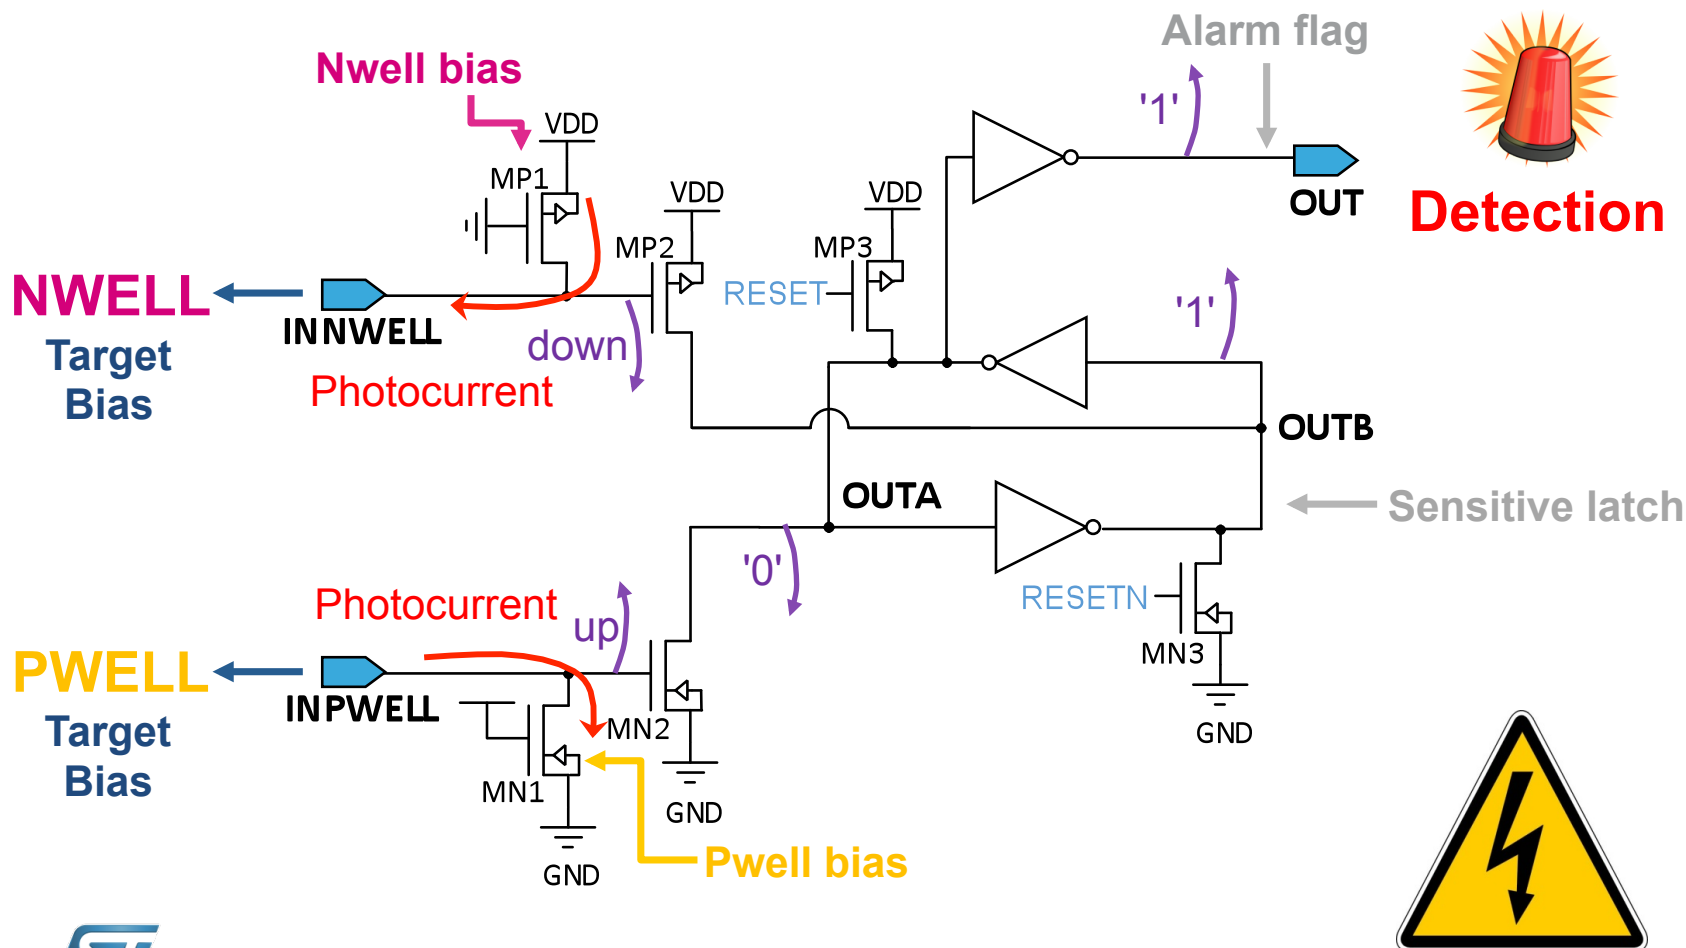 Alarm flag
Nwell bias
'1'
VDD
MP1
VDD
VDD
OUT
Detection
MP2
MP3
NWELL
RESET
'1'
INNWELL
down
Target
Bias
Photocurrent
OUTB
OUTA
Sensitive latch
'0'
Photocurrent
RESETN
up
PWELL
MN3
INPWELL
MN2
GND
Target
Bias
MN1
GND
Pwell bias
GND